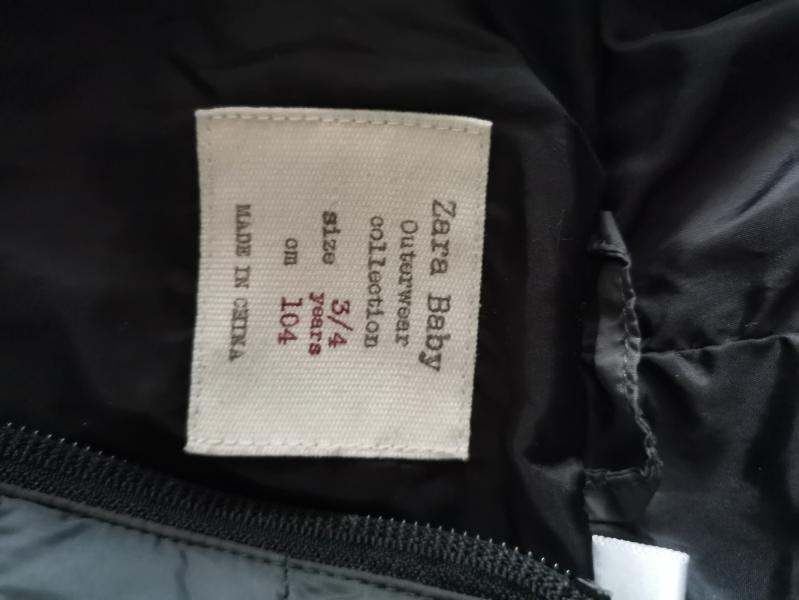 Zara Baby
Outerwear
collection
size 3/4
years
cm 104
MADE IN CHINA